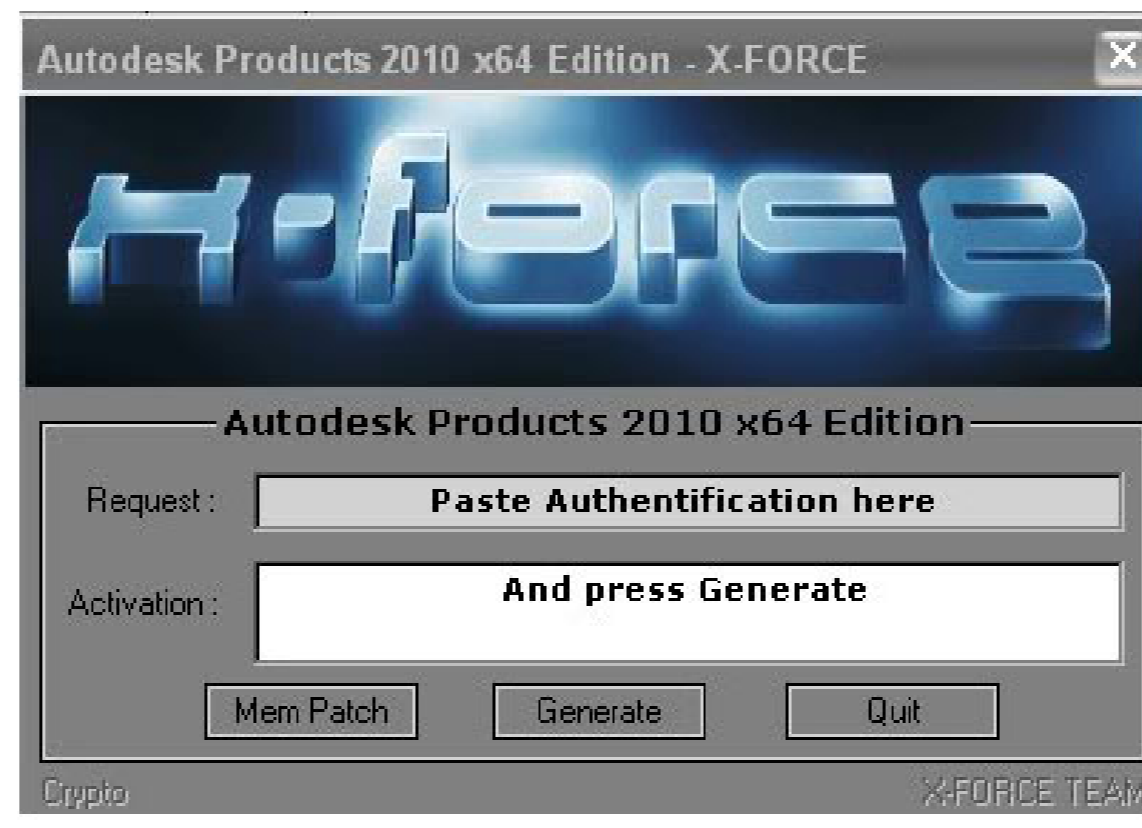 Autodesk Products 2010 x64 Edition - X-FORCE
X-force
Autodesk Products 2010 x64 Edition
Request :
Paste Authentification here
Activation :
And press Generate
Mem Patch
Generate
Quit
Crypto
X-FORCE TEAM